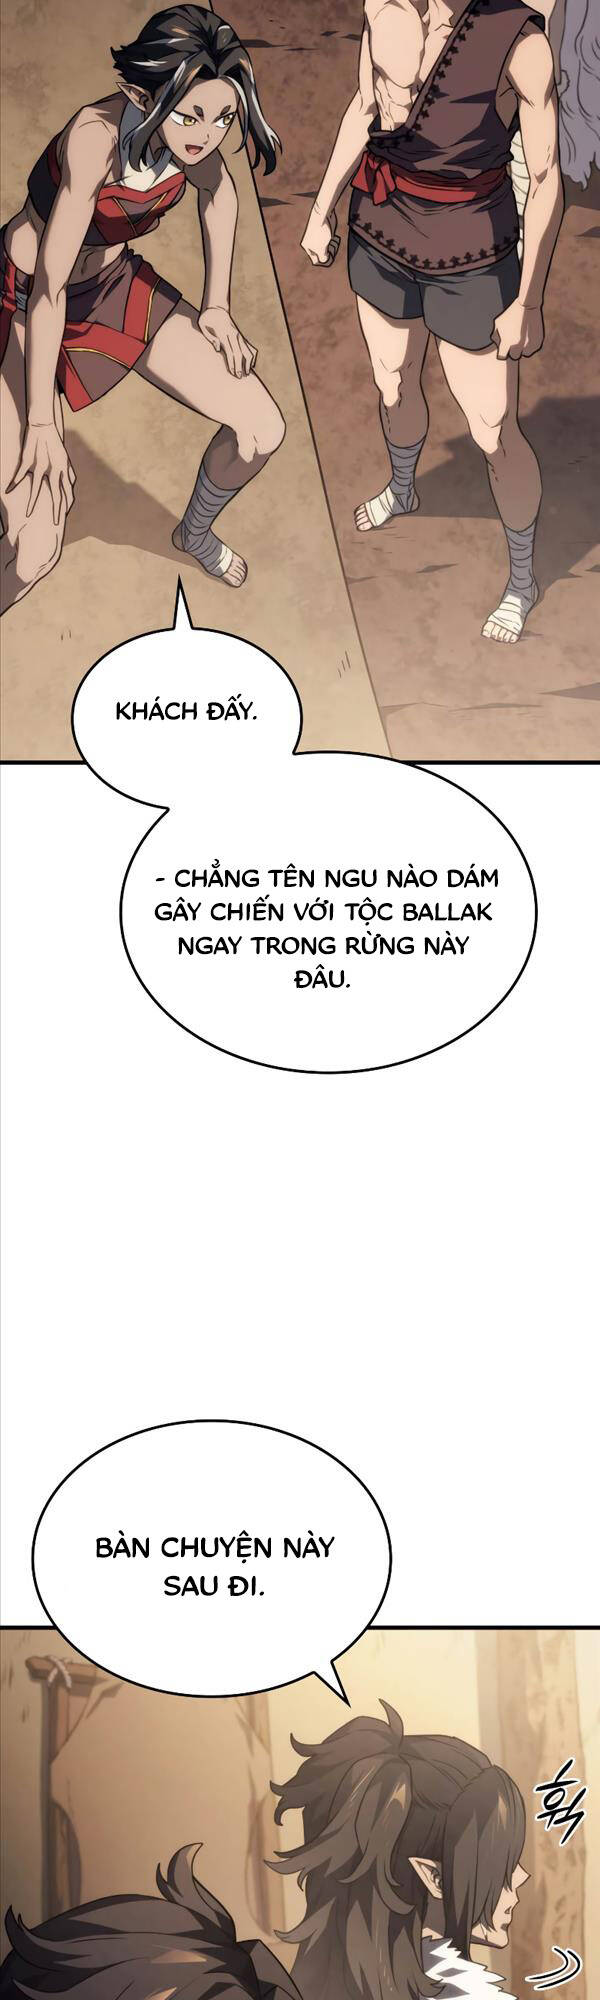 KHÁCH ĐẤY.
- CHẲNG TÊN NGU NÀO DÁM
GÂY CHIẾN VỚI TỘC BALLAK
NGAY TRONG RỪNG NÀY
ĐÂU.
BÀN CHUYỆN NÀY
SAU ĐI.
휙